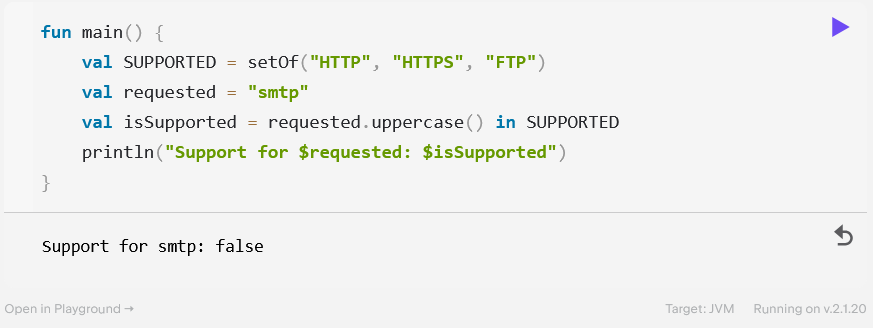 fun main() {
    val SUPPORTED = setOf("HTTP", "HTTPS", "FTP")
    val requested = "smtp"
    val isSupported = requested.uppercase() in SUPPORTED
    println("Support for $requested: $isSupported")
}
Support for smtp: false
Open in Playground →
Target: JVM Running on v.2.1.20